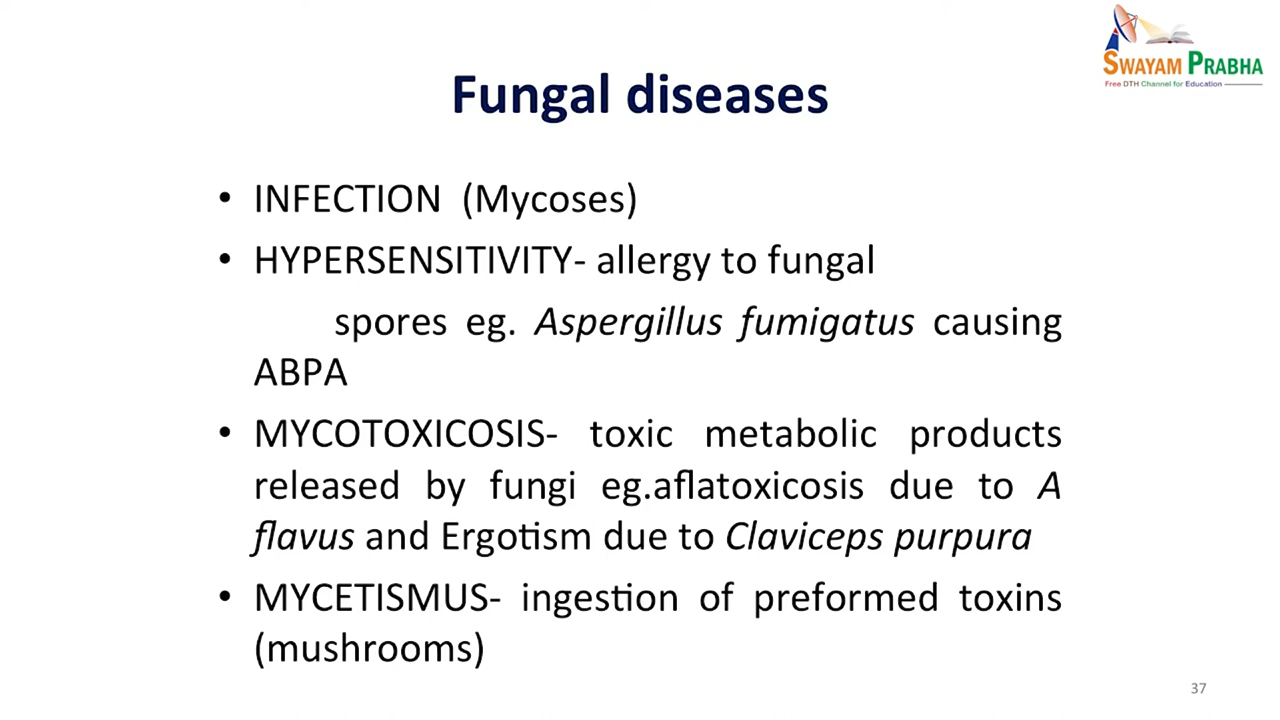 SWAYAM PRABHA
Free DTH Channel for Education
Fungal diseases
• INFECTION (Mycoses)
• HYPERSENSITIVITY- allergy to fungal
spores eg. Aspergillus fumigatus causing
ABPA
• MYCOTOXICOSIS- toxic metabolic products
released by fungi eg.aflatoxicosis due to A
flavus and Ergotism due to Claviceps purpura
• MYCETISMUS- ingestion of preformed toxins
(mushrooms)
37